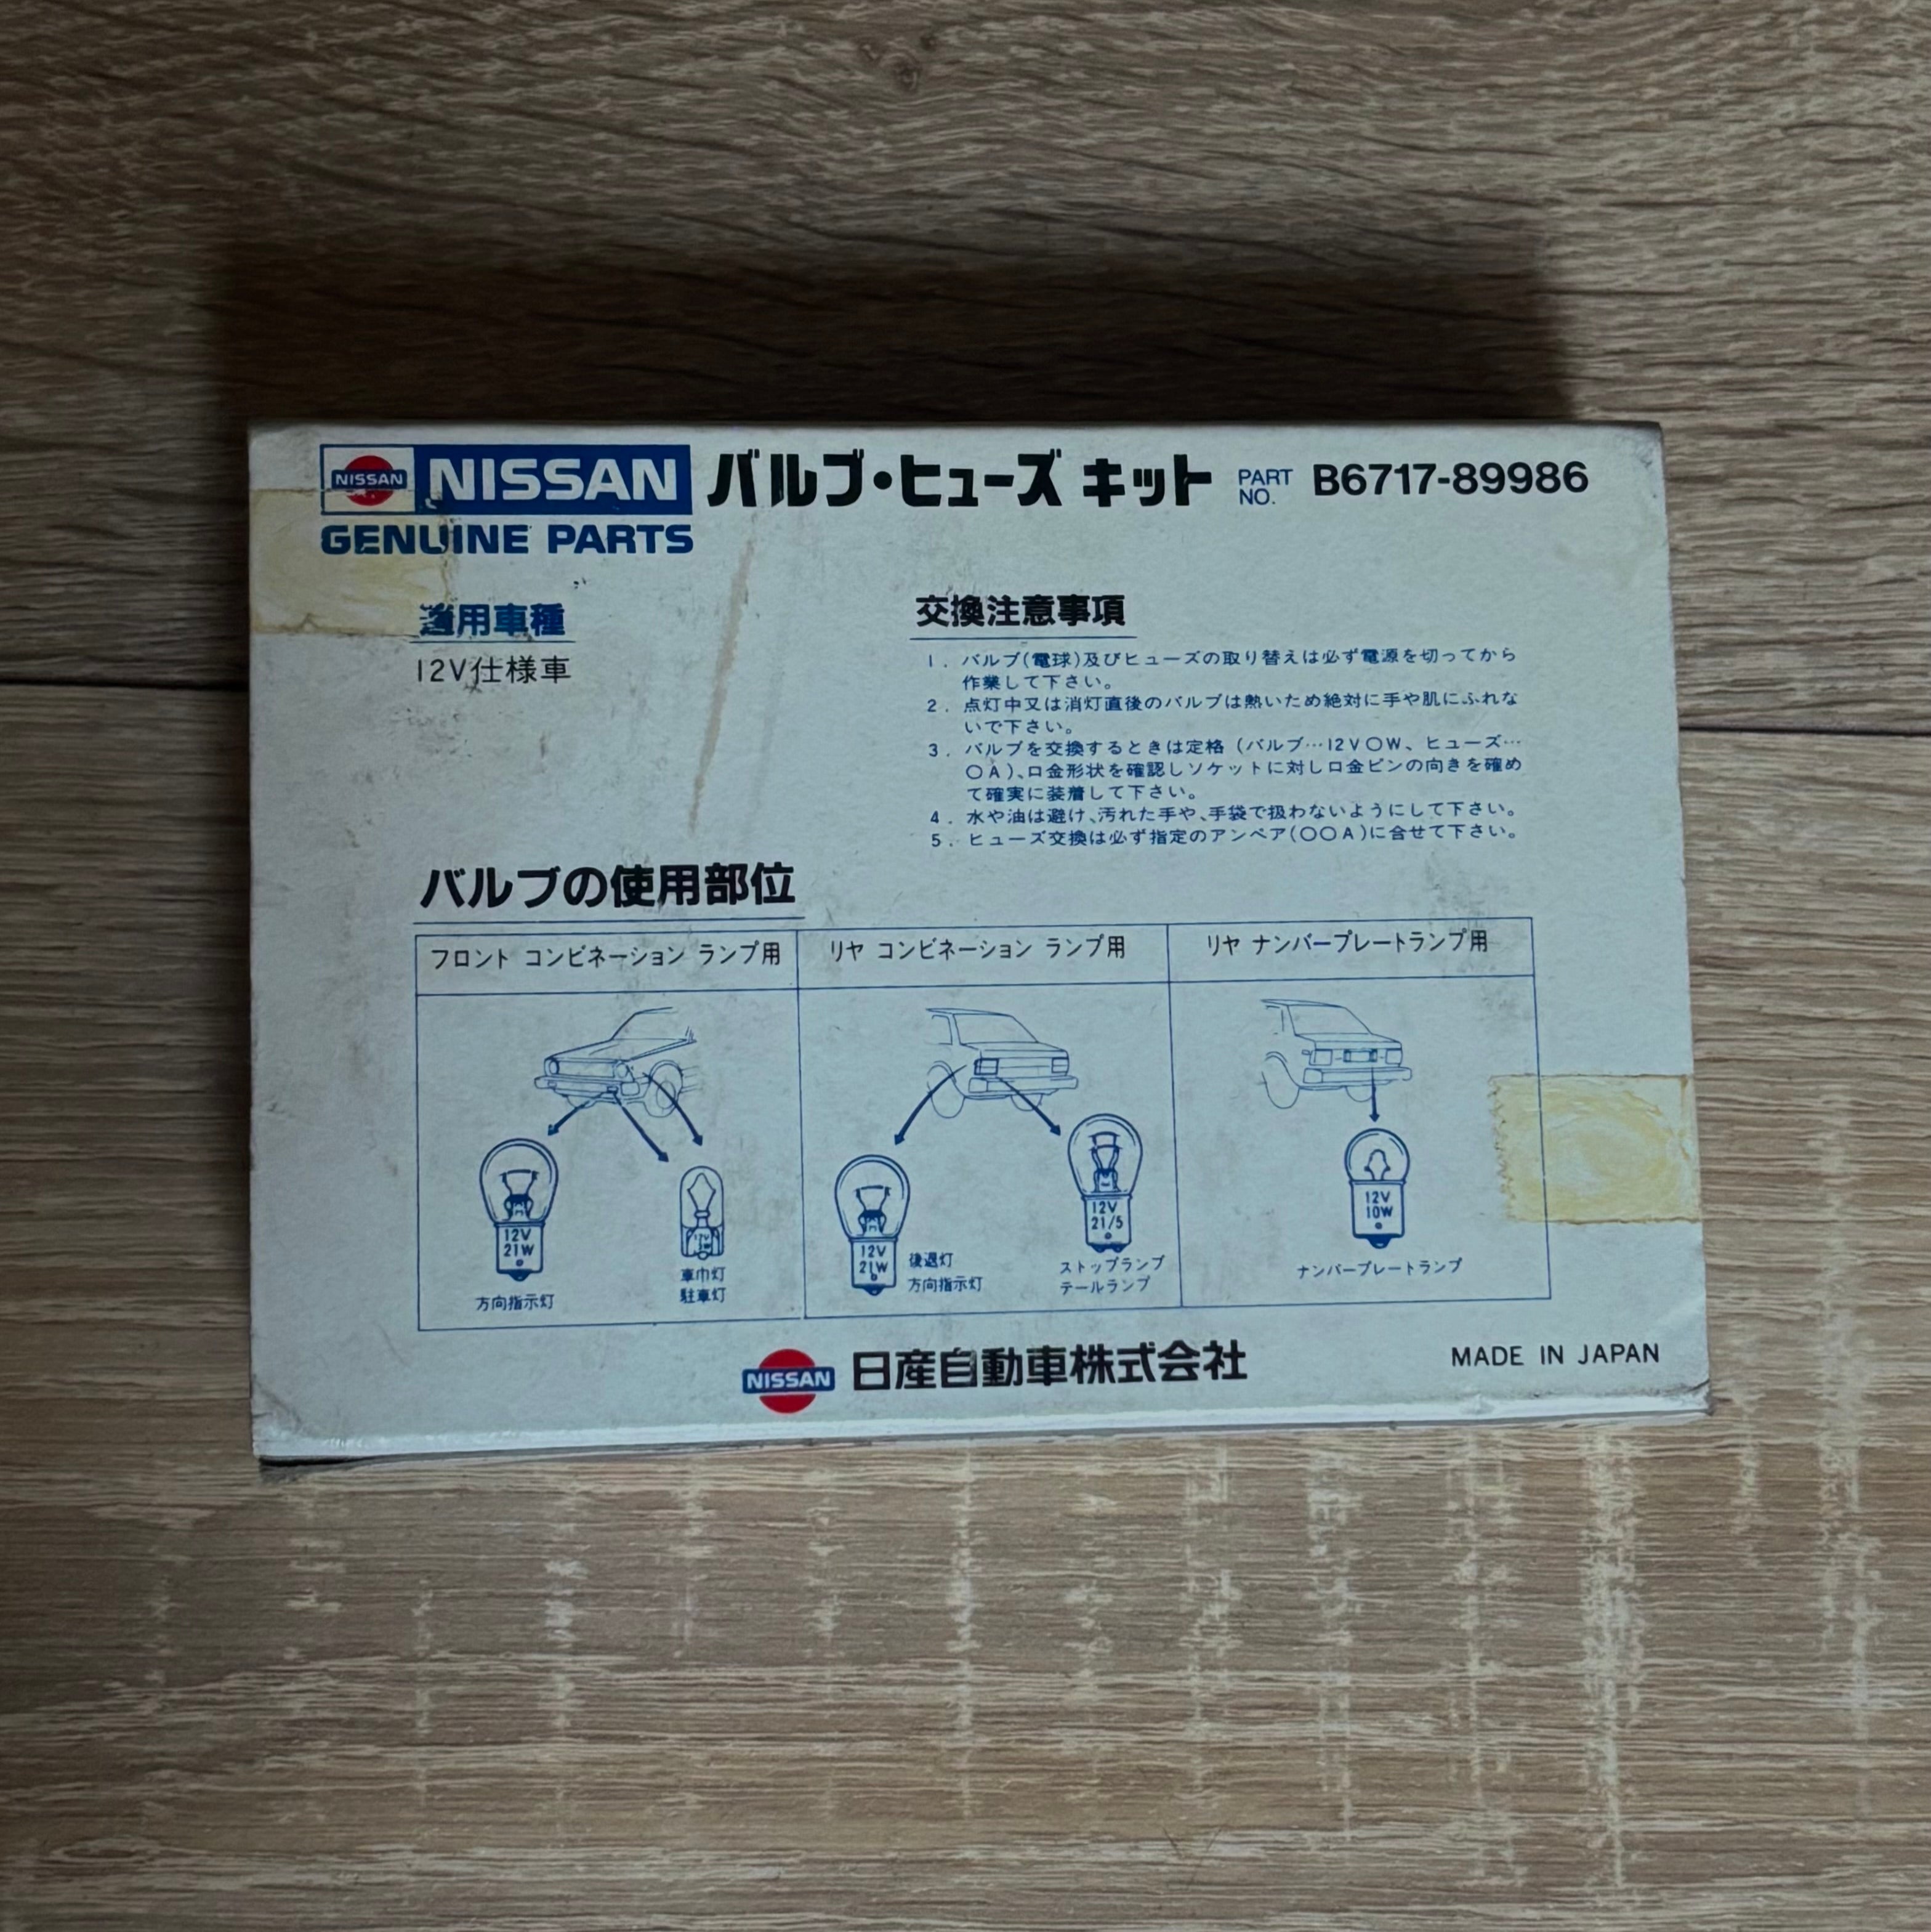 NISSAN NISSAN バルブ・ヒューズ キット PART NO. B6717-89986
GENUINE PARTS
適用車種
12V仕様車
交換注意事項
1. バルブ(電球)及びヒューズの取り替えは必ず電源を切ってから
作業して下さい。
2. 点灯中又は消灯直後のバルブは熱いため絶対に手や肌にふれな
いで下さい。
3. バルブを交換するときは定格(バルブ…12V○W、ヒューズ…
○A)、口金形状を確認しソケットに対し口金ピンの向きを確め
て確実に装着して下さい。
4. 水や油は避け、汚れた手や、手袋で扱わないようにして下さい。
5. ヒューズ交換は必ず指定のアンペア(○○A)に合せて下さい。
バルブの使用部位
フロント コンビネーション ランプ用
12V
21W
方向指示灯
車巾灯
駐車灯
リヤ コンビネーション ランプ用
12V
21W
後退灯
方向指示灯
12V
21/5
ストップランプ
テールランプ
リヤ ナンバープレートランプ用
12V
10W
ナンバープレートランプ
NISSAN 日産自動車株式会社
MADE IN JAPAN